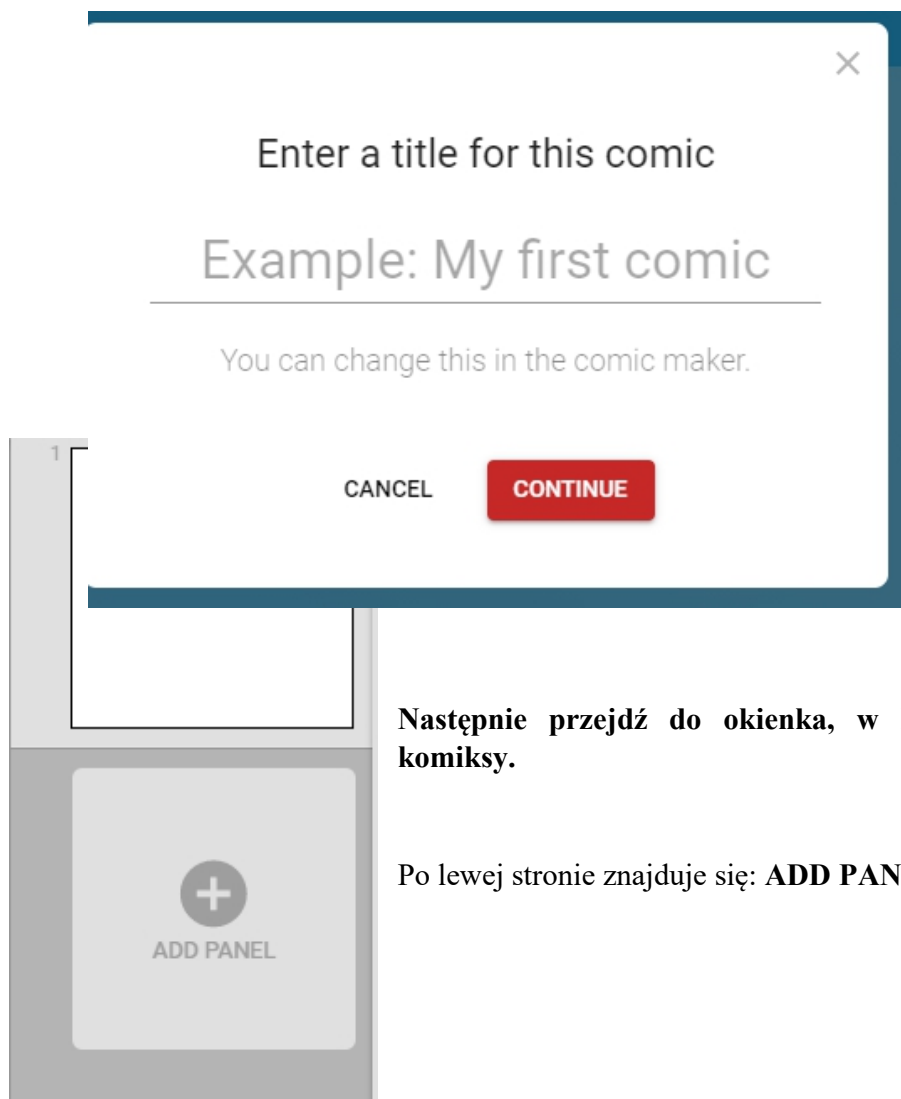 Enter a title for this comic
Example: My first comic
You can change this in the comic maker.
CANCEL CONTINUE
1
Następnie przejdź do okienka, w
komiksy.
Po lewej stronie znajduje się: ADD PAN
ADD PANEL